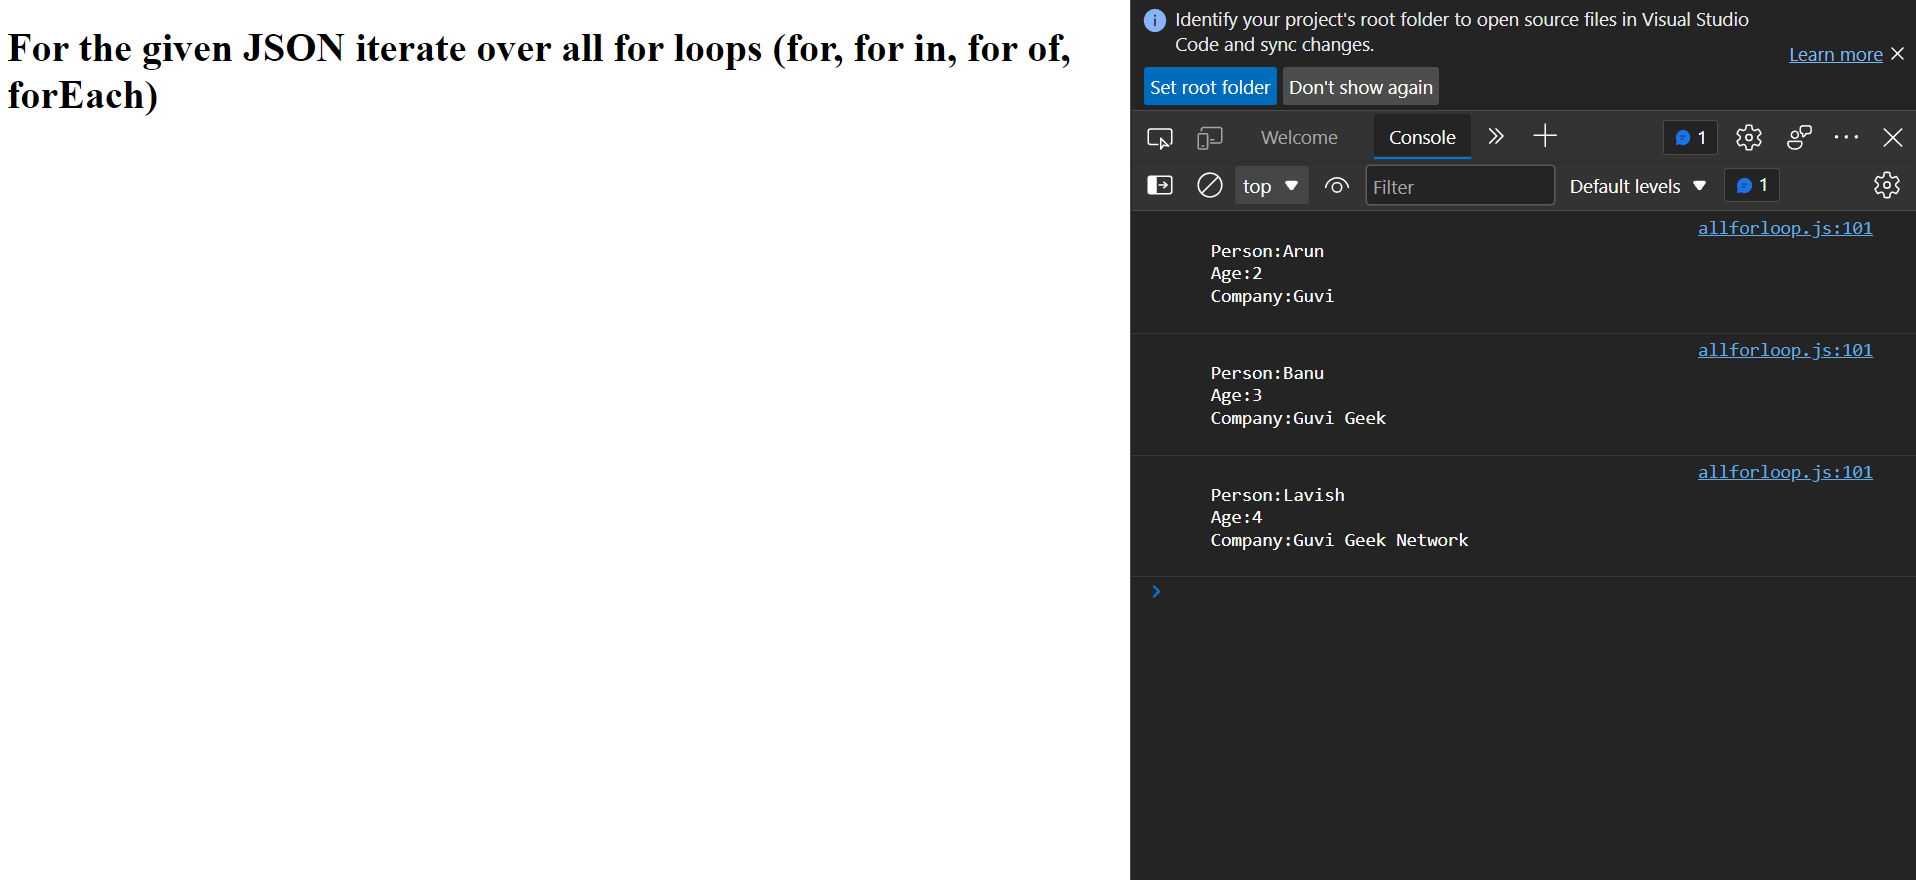 For the given JSON iterate over all for loops (for, for in, for of,
forEach)
Identify your project's root folder to open source files in Visual Studio
Code and sync changes.
Learn more
Set root folder
Don't show again
Welcome
Console
1
top
Filter
Default levels
1
allforloop.js:101
Person:Arun
Age:2
Company:Guvi
allforloop.js:101
Person:Banu
Age:3
Company:Guvi Geek
allforloop.js:101
Person:Lavish
Age:4
Company:Guvi Geek Network